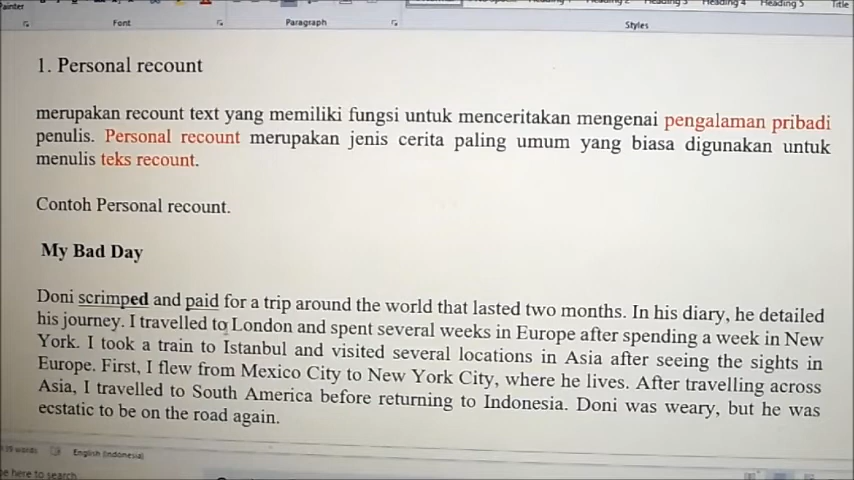 Painter
Font
Paragraph
Styles
Heading 4
Heading 5
Title
1. Personal recount
merupakan recount text yang memiliki fungsi untuk menceritakan mengenai pengalaman pribadi
penulis. Personal recount merupakan jenis cerita paling umum yang biasa digunakan untuk
menulis teks recount.
Contoh Personal recount.
My Bad Day
Doni scrimped and paid for a trip around the world that lasted two months. In his diary, he detailed
his journey. I travelled to London and spent several weeks in Europe after spending a week in New
York. I took a train to Istanbul and visited several locations in Asia after seeing the sights in
Europe. First, I flew from Mexico City to New York City, where he lives. After travelling across
Asia, I travelled to South America before returning to Indonesia. Doni was weary, but he was
ecstatic to be on the road again.
words
English (Indonesia)
here to search